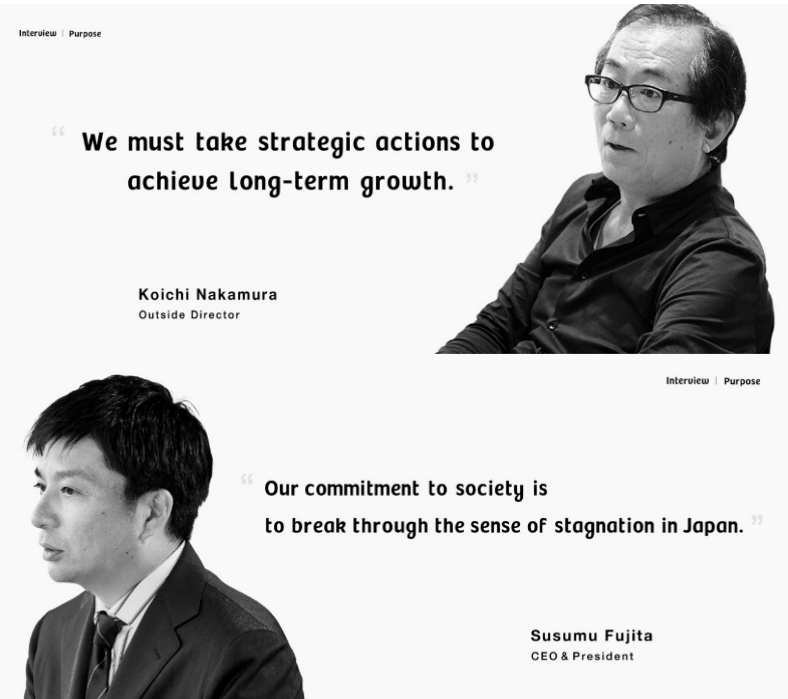 Interview | Purpose
“ We must take strategic actions to
achieve long-term growth. ”
Koichi Nakamura
Outside Director
Interview | Purpose
“ Our commitment to society is
to break through the sense of stagnation in Japan. ”
Susumu Fujita
CEO & President